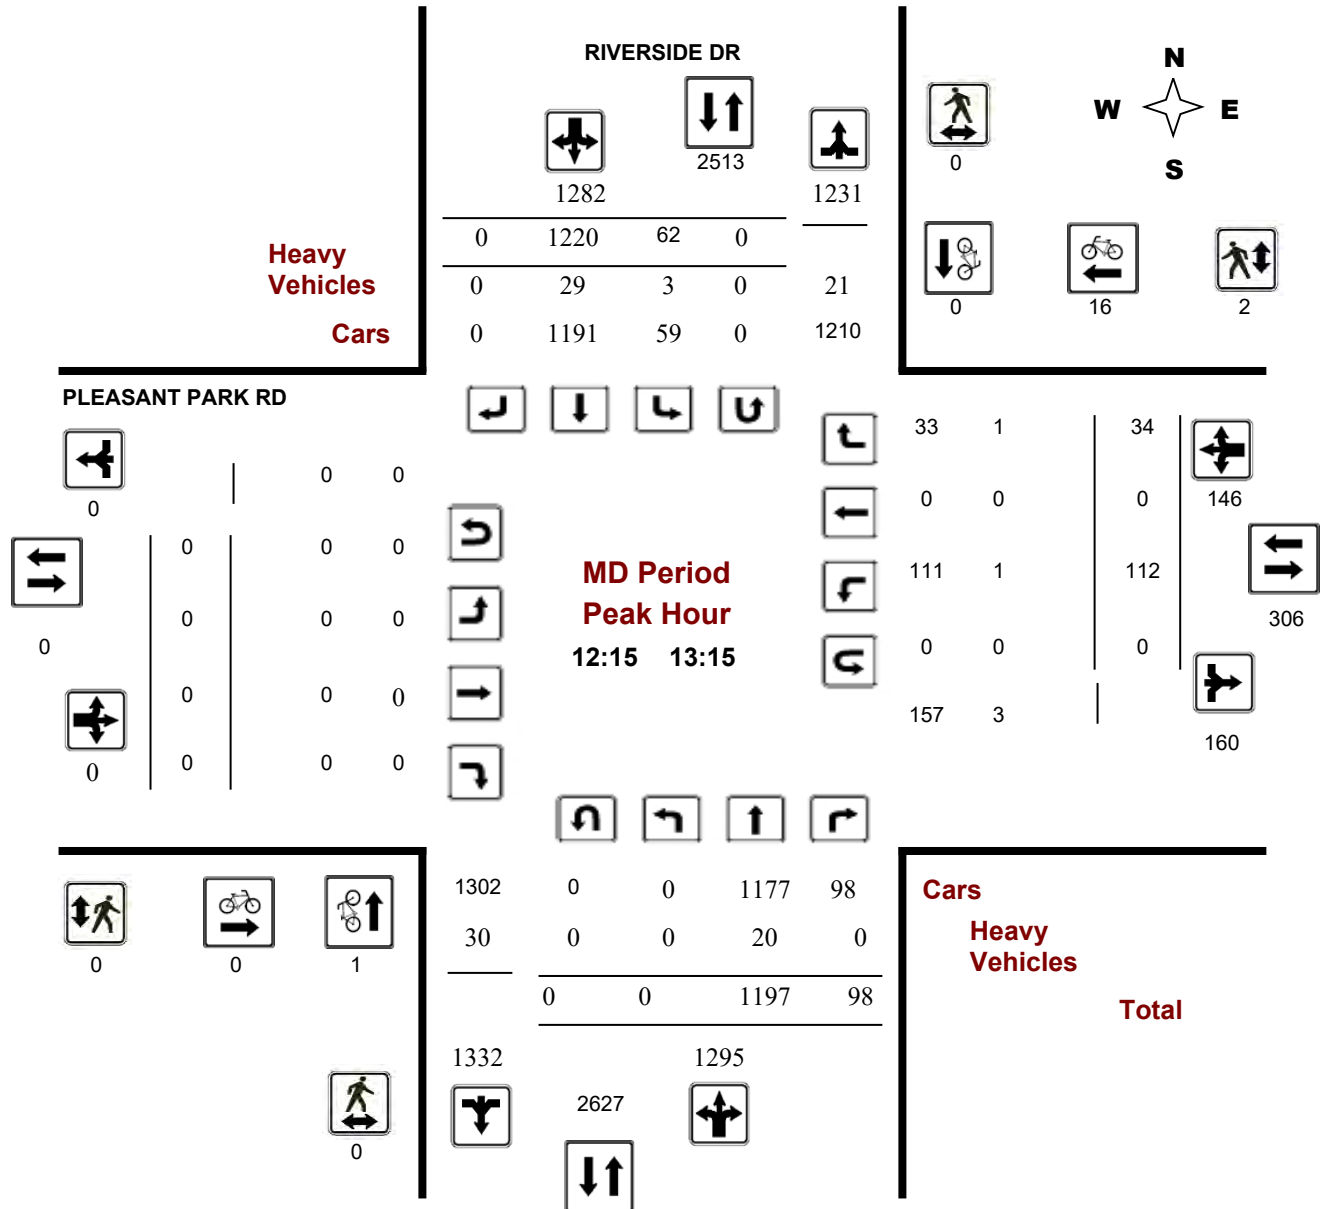 RIVERSIDE DR
N
W E
S
2513
0
1282 1231
0 1220 62 0
Heavy
Vehicles 0 29 3 0 21
0 16 2
Cars 0 1191 59 0 1210
PLEASANT PARK RD
33 1 34
0 0
0 0 0 0 146
0 0 0
MD Period
111 1 112
Peak Hour
0 0 0 306
0 12:15 13:15 0 0 0
0 0 0
157 3
160
0 0 0 0
1302 0 0 1177 98 Cars
30 0 0 20 0 Heavy
Vehicles
0 0 1
0 0 1197 98 Total
1332 1295
2627
0